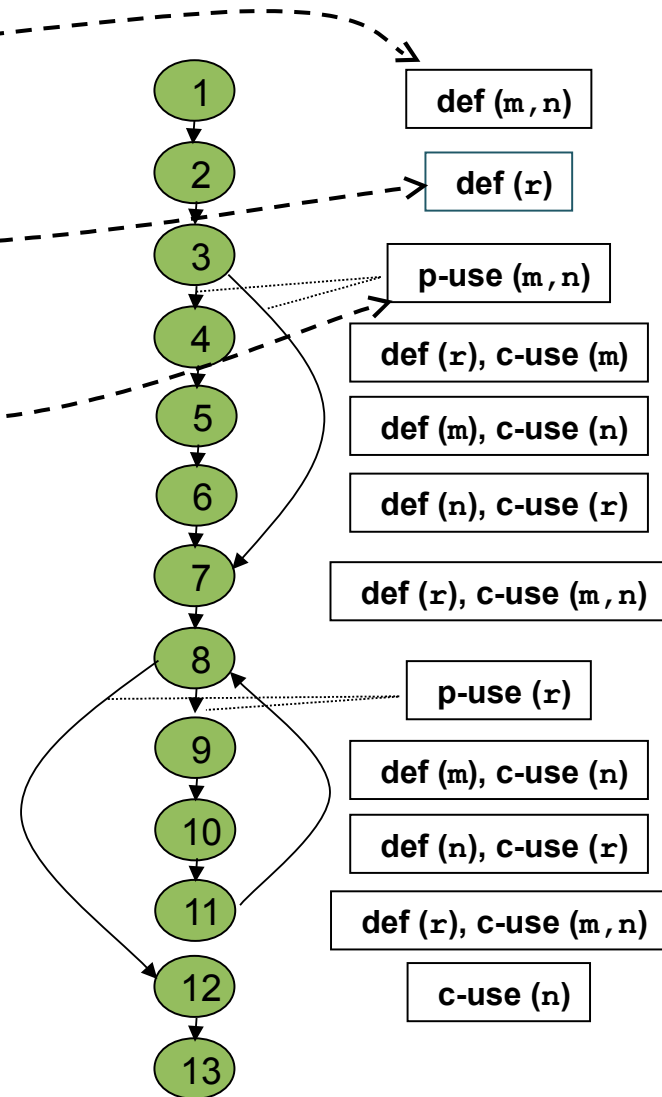 1
def (m,n)
2
def (r)
3
p-use (m,n)
4
def (r), c-use (m)
5
def (m), c-use (n)
6
def (n), c-use (r)
7
def (r), c-use (m,n)
8
p-use (r)
9
def (m), c-use (n)
10
def (n), c-use (r)
11
def (r), c-use (m,n)
12
c-use (n)
13